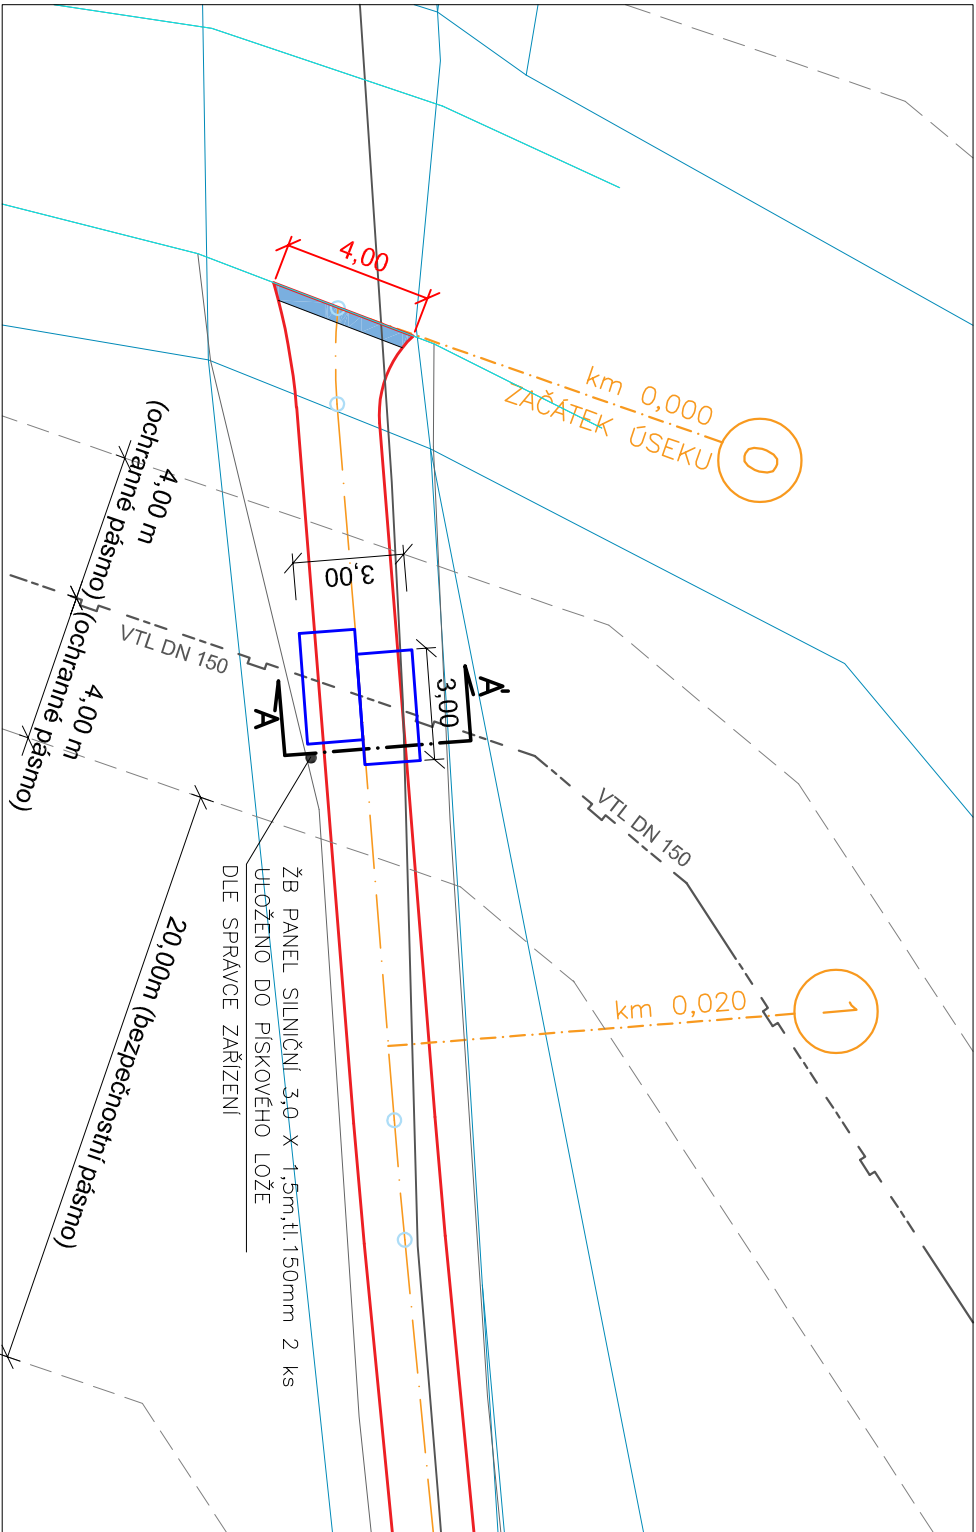 4,00
km 0,000
ZAČÁTEK ÚSEKU
0
4,00 m
(ochranné pásmo)
4,00 m
(ochranné pásmo)
VTL DN 150
3,00
3,00
A'
A
VTL DN 150
km 0,020
1
ŽB PANEL SILNIČNÍ 3,0 X 1,5m,tl.150mm 2 ks
ULOŽENO DO PÍSKOVÉHO LOŽE
DLE SPRÁVCE ZAŘÍZENÍ
20,00m (bezpečnostní pásmo)